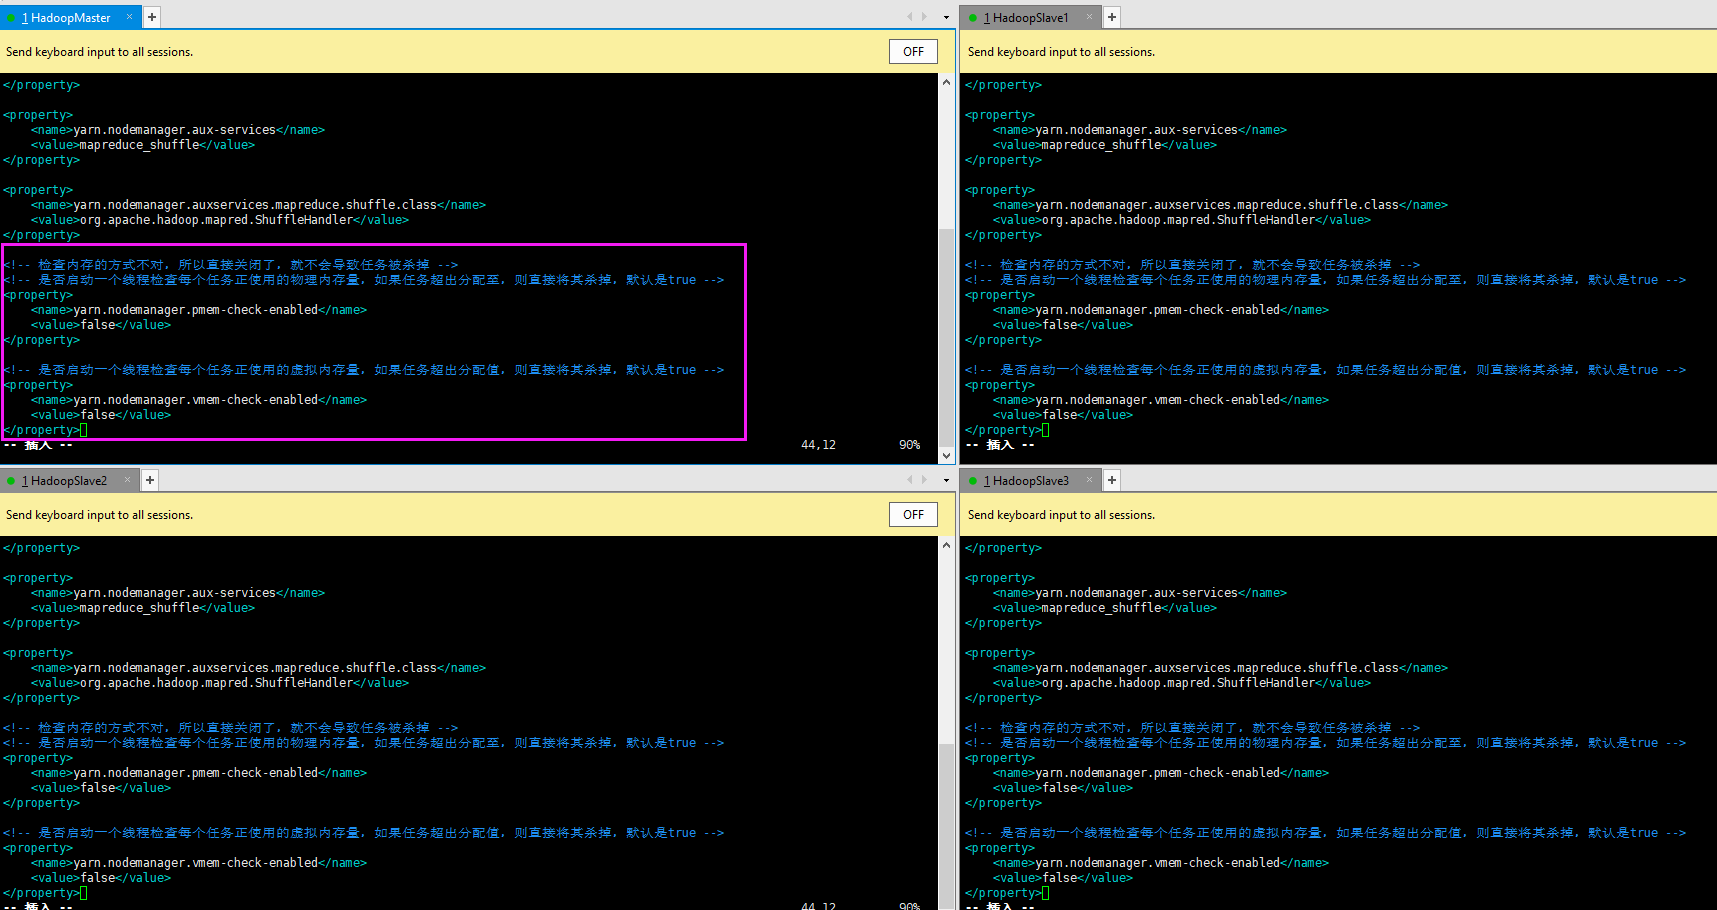 1 HadoopMaster × +
Send keyboard input to all sessions. OFF
</property>
<property>
<name>yarn.nodemanager.aux-services</name>
<value>mapreduce_shuffle</value>
</property>
<property>
<name>yarn.nodemanager.auxservices.mapreduce.shuffle.class</name>
<value>org.apache.hadoop.mapred.ShuffleHandler</value>
</property>
<!-- 检查内存的方式不对，所以直接关闭了，就不会导致任务被杀掉 -->
<!-- 是否启动一个线程检查每个任务正使用的物理内存量，如果任务超出分配至，则直接将其杀掉，默认是true -->
<property>
<name>yarn.nodemanager.pmem-check-enabled</name>
<value>false</value>
</property>
<!-- 是否启动一个线程检查每个任务正使用的虚拟内存量，如果任务超出分配值，则直接将其杀掉，默认是true -->
<property>
<name>yarn.nodemanager.vmem-check-enabled</name>
<value>false</value>
</property>
-- 插入 -- 44,12 90%
1 HadoopSlave1 × +
Send keyboard input to all sessions.
</property>
<property>
<name>yarn.nodemanager.aux-services</name>
<value>mapreduce_shuffle</value>
</property>
<property>
<name>yarn.nodemanager.auxservices.mapreduce.shuffle.class</name>
<value>org.apache.hadoop.mapred.ShuffleHandler</value>
</property>
<!-- 检查内存的方式不对，所以直接关闭了，就不会导致任务被杀掉 -->
<!-- 是否启动一个线程检查每个任务正使用的物理内存量，如果任务超出分配至，则直接将其杀掉，默认是true -->
<property>
<name>yarn.nodemanager.pmem-check-enabled</name>
<value>false</value>
</property>
<!-- 是否启动一个线程检查每个任务正使用的虚拟内存量，如果任务超出分配值，则直接将其杀掉，默认是true -->
<property>
<name>yarn.nodemanager.vmem-check-enabled</name>
<value>false</value>
</property>
-- 插入 --
1 HadoopSlave2 × +
Send keyboard input to all sessions. OFF
</property>
<property>
<name>yarn.nodemanager.aux-services</name>
<value>mapreduce_shuffle</value>
</property>
<property>
<name>yarn.nodemanager.auxservices.mapreduce.shuffle.class</name>
<value>org.apache.hadoop.mapred.ShuffleHandler</value>
</property>
<!-- 检查内存的方式不对，所以直接关闭了，就不会导致任务被杀掉 -->
<!-- 是否启动一个线程检查每个任务正使用的物理内存量，如果任务超出分配至，则直接将其杀掉，默认是true -->
<property>
<name>yarn.nodemanager.pmem-check-enabled</name>
<value>false</value>
</property>
<!-- 是否启动一个线程检查每个任务正使用的虚拟内存量，如果任务超出分配值，则直接将其杀掉，默认是true -->
<property>
<name>yarn.nodemanager.vmem-check-enabled</name>
<value>false</value>
</property>
-- 插入 -- 44,12 90%
1 HadoopSlave3 × +
Send keyboard input to all sessions.
</property>
<property>
<name>yarn.nodemanager.aux-services</name>
<value>mapreduce_shuffle</value>
</property>
<property>
<name>yarn.nodemanager.auxservices.mapreduce.shuffle.class</name>
<value>org.apache.hadoop.mapred.ShuffleHandler</value>
</property>
<!-- 检查内存的方式不对，所以直接关闭了，就不会导致任务被杀掉 -->
<!-- 是否启动一个线程检查每个任务正使用的物理内存量，如果任务超出分配至，则直接将其杀掉，默认是true -->
<property>
<name>yarn.nodemanager.pmem-check-enabled</name>
<value>false</value>
</property>
<!-- 是否启动一个线程检查每个任务正使用的虚拟内存量，如果任务超出分配值，则直接将其杀掉，默认是true -->
<property>
<name>yarn.nodemanager.vmem-check-enabled</name>
<value>false</value>
</property>
-- 插入 --